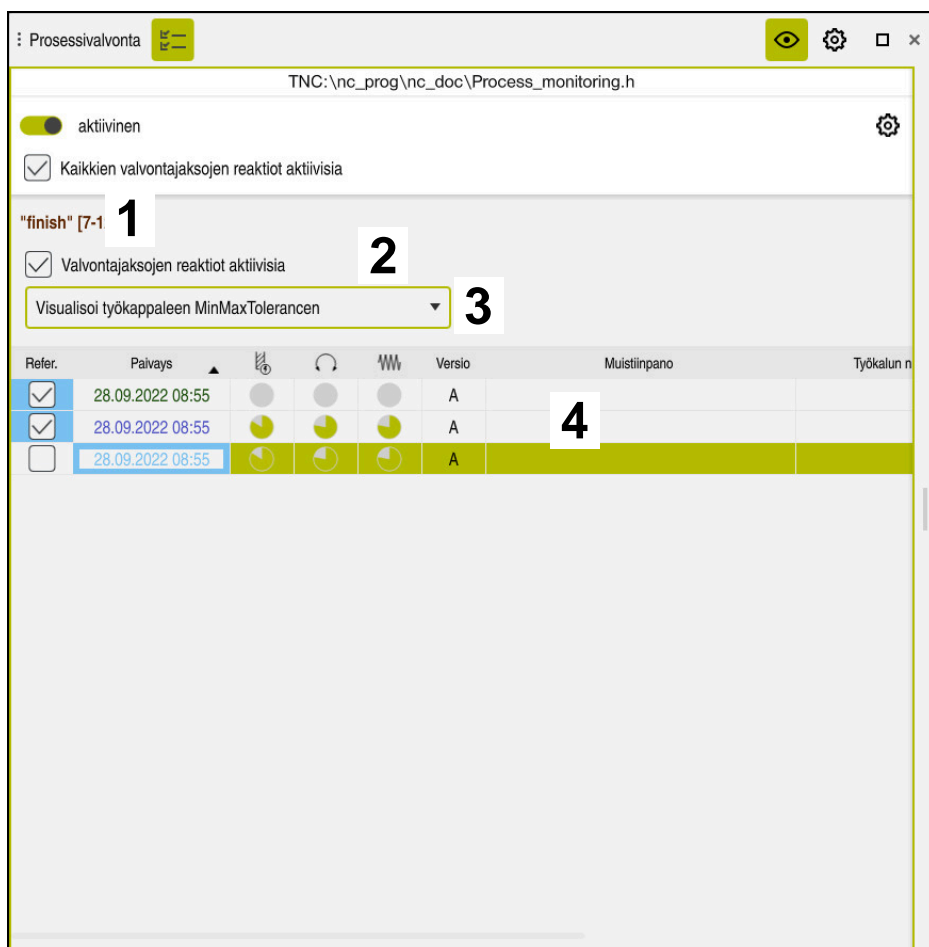 Prosessivalvonta
TNC:\nc_prog\nc_doc\Process_monitoring.h
aktiivinen
Kaikkien valvontajaksojen reaktiot aktiivisia
"finish" [7-1
1
Valvontajaksojen reaktiot aktiivisia
2
Visualisoi työkappaleen MinMaxTolerancen
3
Refer. Paivays Versio Muistiinpano Työkalun n
28.09.2022 08:55 A
28.09.2022 08:55 A
4
28.09.2022 08:55 A